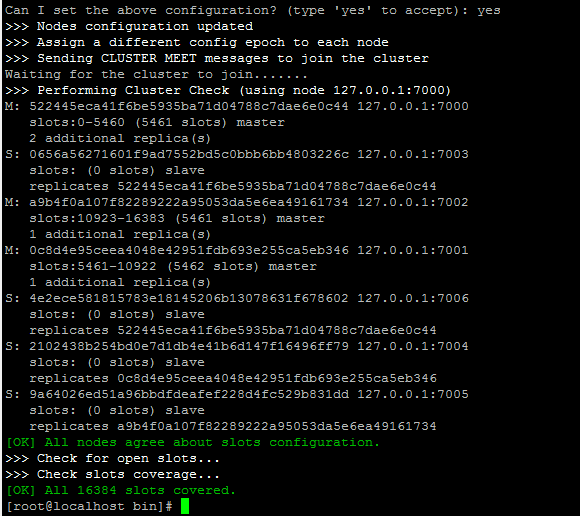 Can I set the above configuration? (type 'yes' to accept): yes
>>> Nodes configuration updated
>>> Assign a different config epoch to each node
>>> Sending CLUSTER MEET messages to join the cluster
Waiting for the cluster to join.......
>>> Performing Cluster Check (using node 127.0.0.1:7000)
M: 522445eca41f6be5935ba71d04788c7dae6e0c44 127.0.0.1:7000
   slots:0-5460 (5461 slots) master
   2 additional replica(s)
S: 0656a56271601f9ad7552bd5c0bbb6bb4803226c 127.0.0.1:7003
   slots: (0 slots) slave
   replicates 522445eca41f6be5935ba71d04788c7dae6e0c44
M: a9b4f0a107f82289222a95053da5e6ea49161734 127.0.0.1:7002
   slots:10923-16383 (5461 slots) master
   1 additional replica(s)
M: 0c8d4e95ceea4048e42951fdb693e255ca5eb346 127.0.0.1:7001
   slots:5461-10922 (5462 slots) master
   1 additional replica(s)
S: 4e2ece581815783e18145206b13078631f678602 127.0.0.1:7006
   slots: (0 slots) slave
   replicates 522445eca41f6be5935ba71d04788c7dae6e0c44
S: 2102438b254bd0e7d1db4e41b6d147f16496ff79 127.0.0.1:7004
   slots: (0 slots) slave
   replicates 0c8d4e95ceea4048e42951fdb693e255ca5eb346
S: 9a64026ed51a96bbdfdeafef228d4fc529b831dd 127.0.0.1:7005
   slots: (0 slots) slave
   replicates a9b4f0a107f82289222a95053da5e6ea49161734
[OK] All nodes agree about slots configuration.
>>> Check for open slots...
>>> Check slots coverage...
[OK] All 16384 slots covered.
[root@localhost bin]#